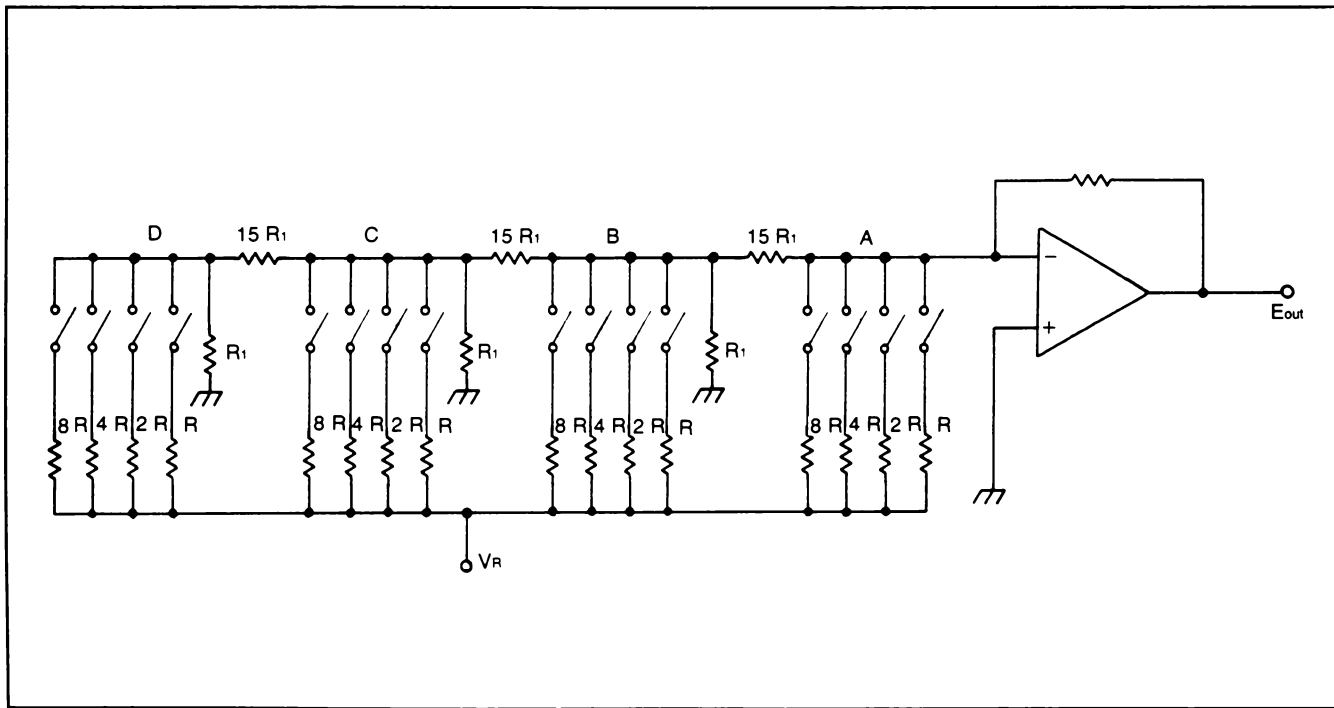 D 15 R₁ C 15 R₁ B 15 R₁ A
−
+
Eout
R₁ R₁ R₁
8 R 4 R 2 R R 8 R 4 R 2 R R 8 R 4 R 2 R R 8 R 4 R 2 R R
VR